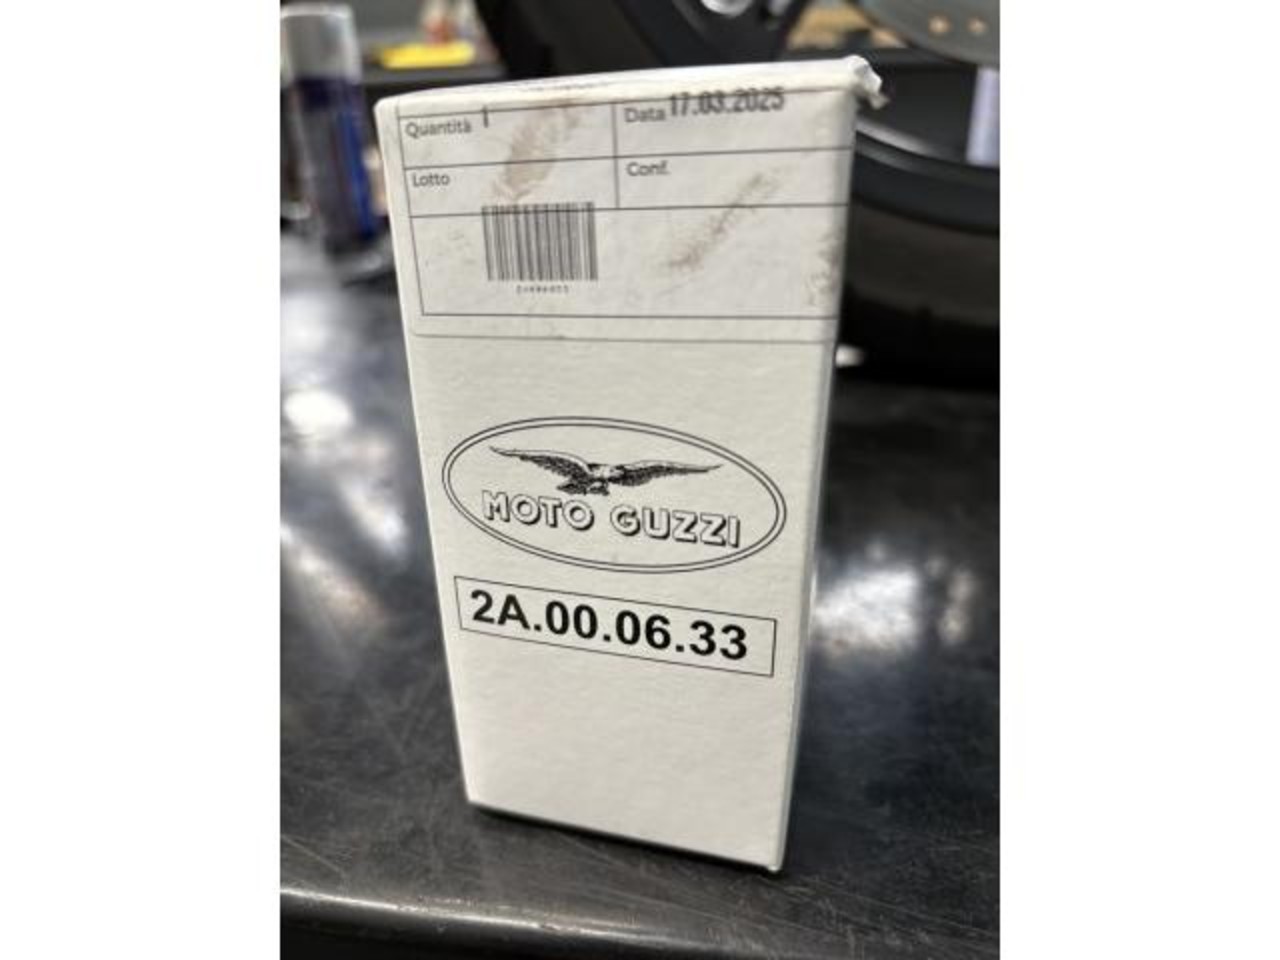 Quantità 1 Data 17.03.2025
Lotto Conf.
MOTO GUZZI
2A.00.06.33